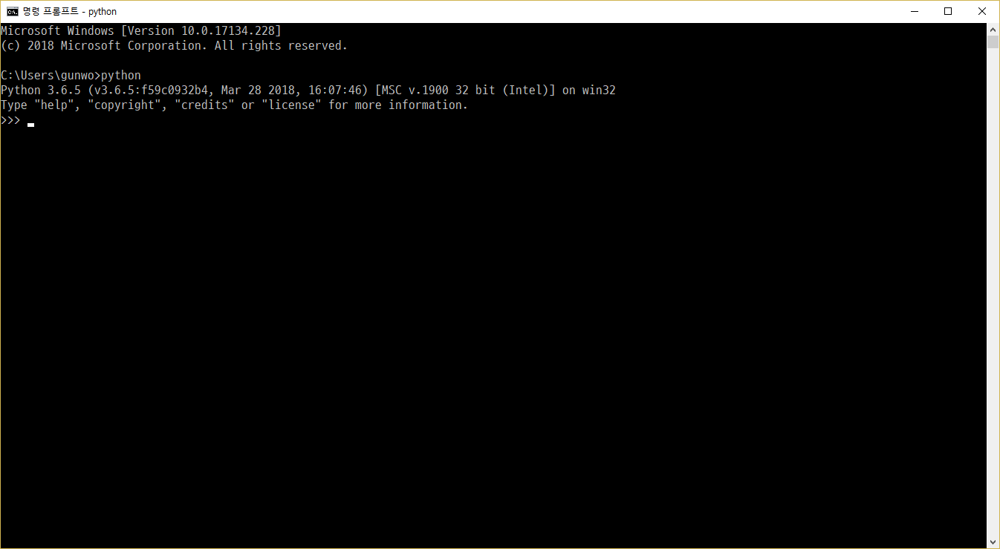 명령 프롬프트 - python
Microsoft Windows [Version 10.0.17134.228]
(c) 2018 Microsoft Corporation. All rights reserved.
C:\Users\gunwo>python
Python 3.6.5 (v3.6.5:f59c0932b4, Mar 28 2018, 16:07:46) [MSC v.1900 32 bit (Intel)] on win32
Type "help", "copyright", "credits" or "license" for more information.
>>>